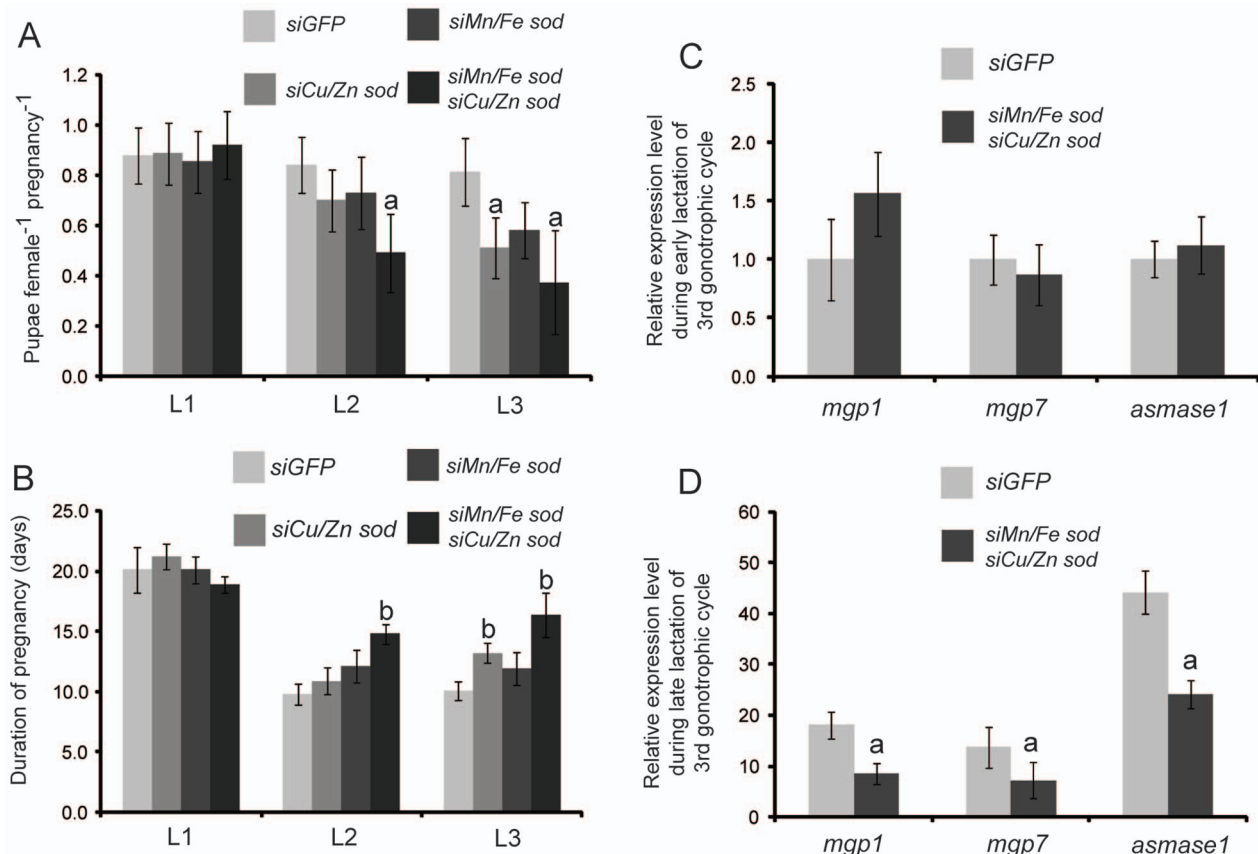 A
siGFP
siMn/Fe sod
siCu/Zn sod
siMn/Fe sod
siCu/Zn sod
Pupae female-1 pregnancy-1
1.2
1.0
0.8
0.6
0.4
0.2
0.0
a
a
a
L1
L2
L3
B
siGFP
siMn/Fe sod
siCu/Zn sod
siMn/Fe sod
siCu/Zn sod
Duration of pregnancy (days)
25.0
20.0
15.0
10.0
5.0
0.0
b
b
b
L1
L2
L3
C
siGFP
siMn/Fe sod
siCu/Zn sod
Relative expression level
during early lactation of
3rd gonotrophic cycle
2.5
2.0
1.5
1.0
0.5
0.0
mgp1
mgp7
asmase1
D
siGFP
siMn/Fe sod
siCu/Zn sod
Relative expression level
during late lactation of
3rd gonotrophic cycle
60
50
40
30
20
10
0
a
a
a
mgp1
mgp7
asmase1